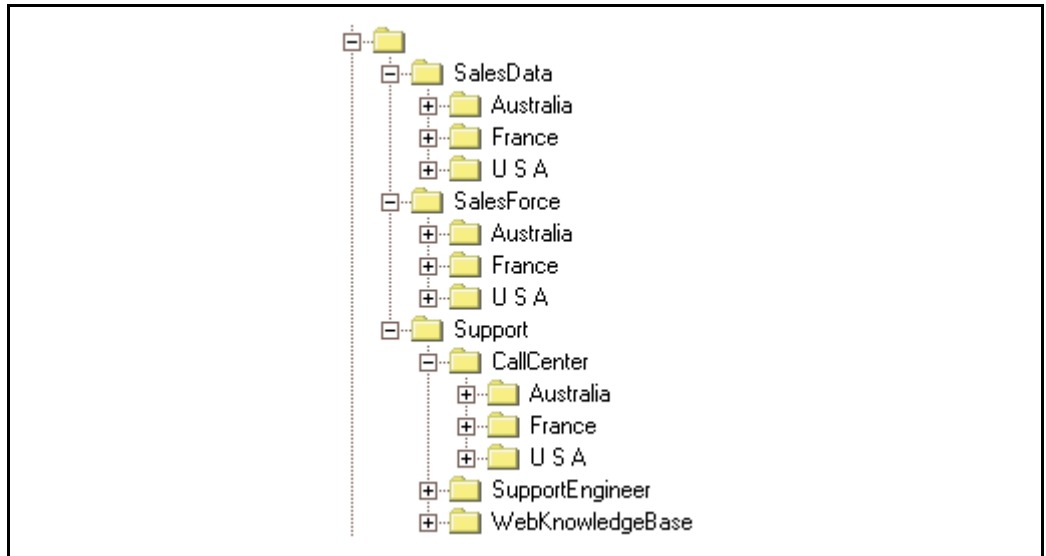 SalesData
Australia
France
U S A
SalesForce
Australia
France
U S A
Support
CallCenter
Australia
France
U S A
SupportEngineer
WebKnowledgeBase